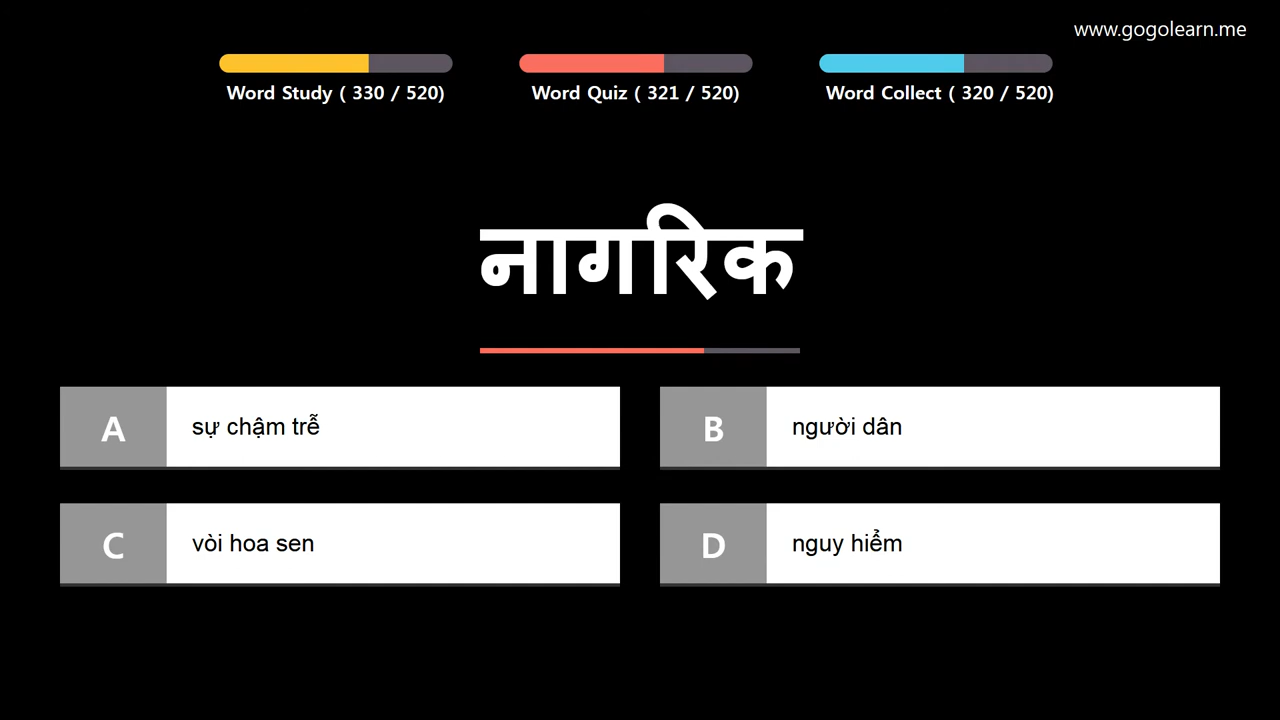 www.gogolearn.me
Word Study ( 330 / 520)
Word Quiz ( 321 / 520)
Word Collect ( 320 / 520)
नागरिक
A sự chậm trễ
B người dân
C vòi hoa sen
D nguy hiểm